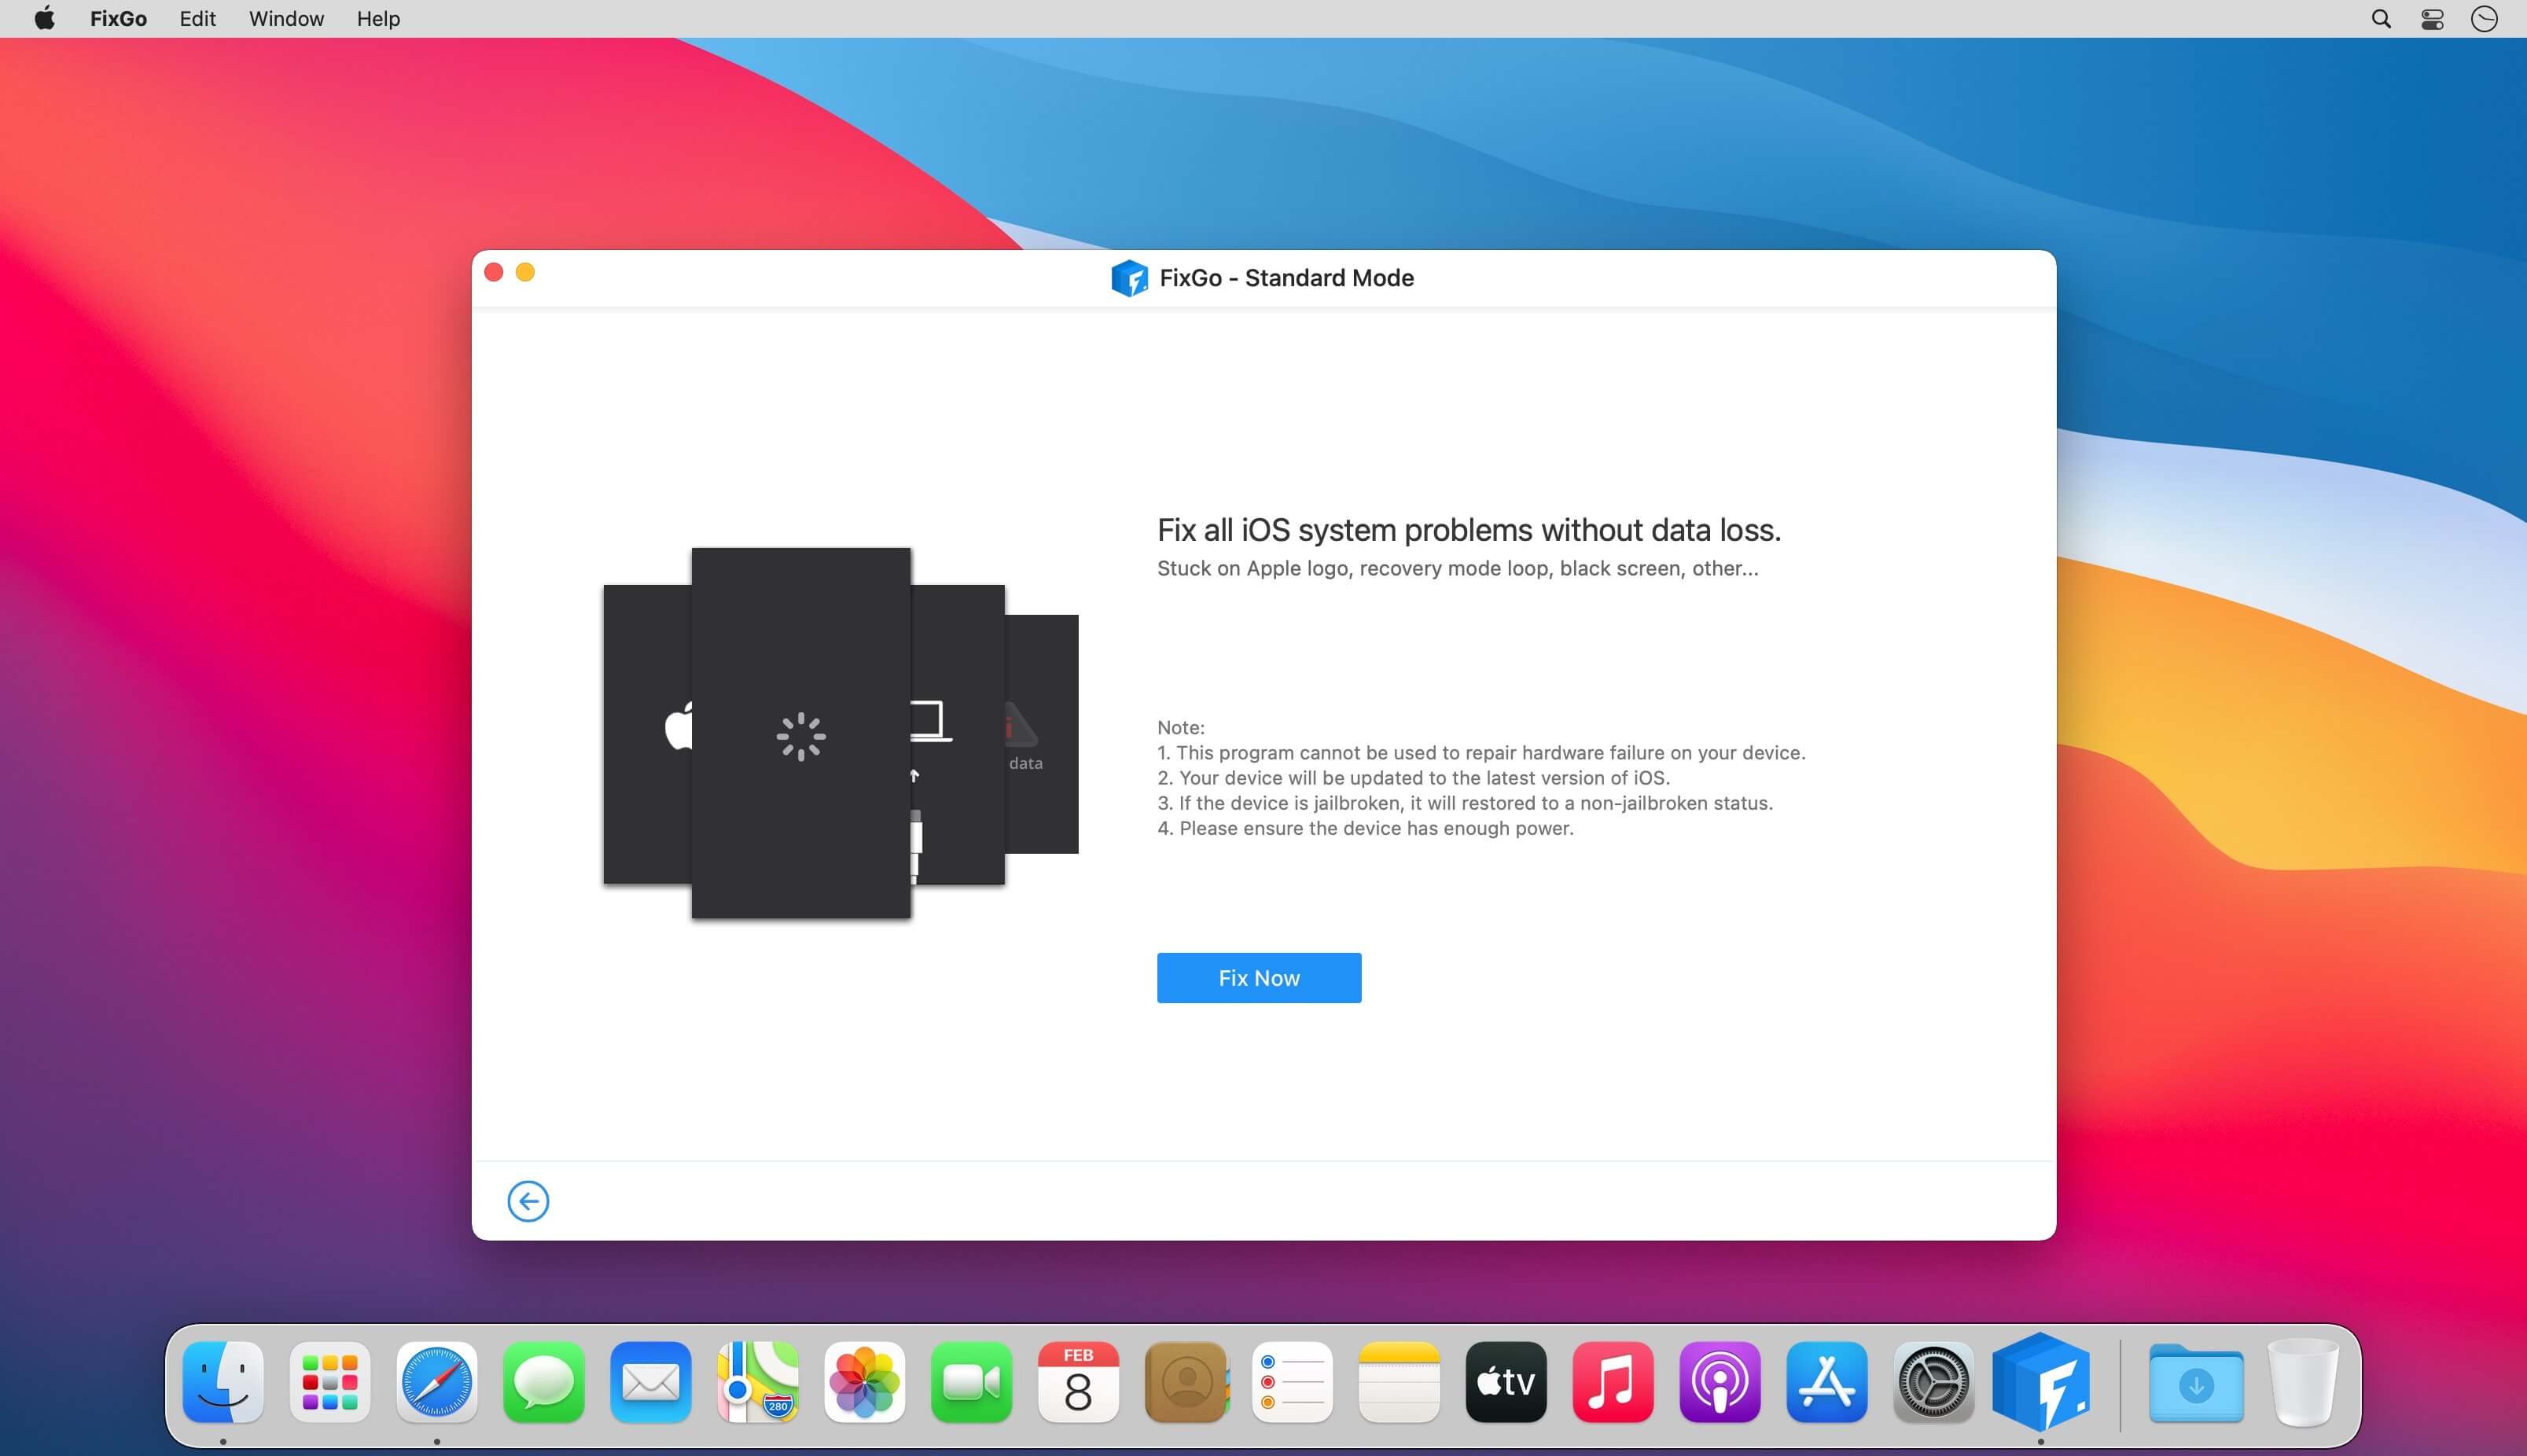 FixGo Edit Window Help
FixGo - Standard Mode
Fix all iOS system problems without data loss.
Stuck on Apple logo, recovery mode loop, black screen, other...
data
Note:
1. This program cannot be used to repair hardware failure on your device.
2. Your device will be updated to the latest version of iOS.
3. If the device is jailbroken, it will restored to a non-jailbroken status.
4. Please ensure the device has enough power.
Fix Now
280
FEB
8
tv